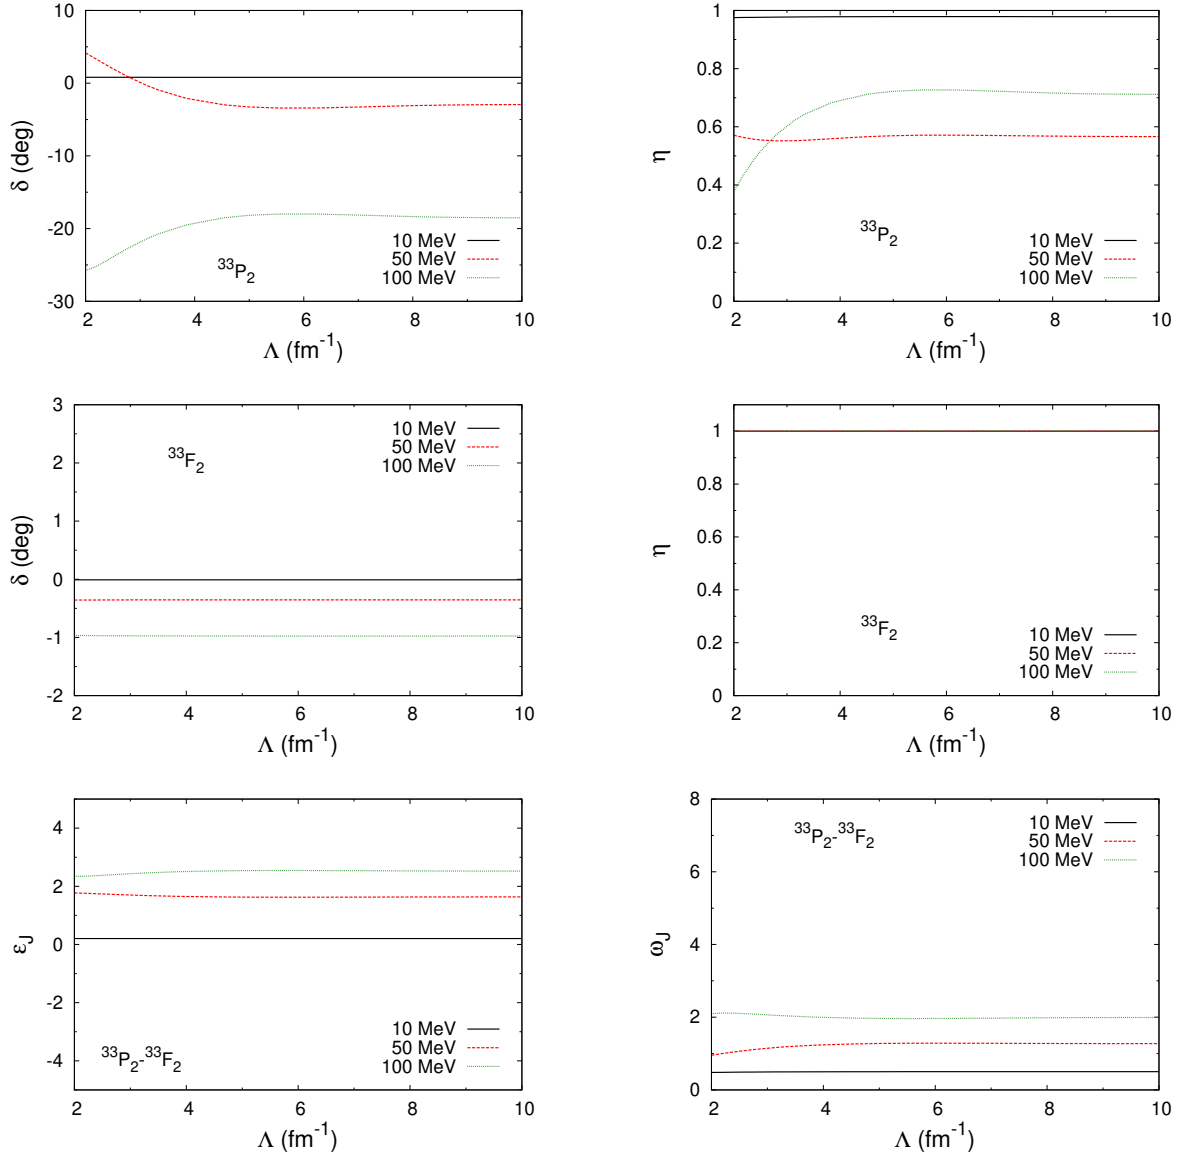 10
0
-10
-20
-30
2 4 6 8 10
δ (deg)
Λ (fm⁻¹)
³³P₂
10 MeV
50 MeV
100 MeV
1
0.8
0.6
0.4
0.2
0
2 4 6 8 10
η
Λ (fm⁻¹)
³³P₂
10 MeV
50 MeV
100 MeV
3
2
1
0
-1
-2
2 4 6 8 10
δ (deg)
Λ (fm⁻¹)
³³F₂
10 MeV
50 MeV
100 MeV
1
0.8
0.6
0.4
0.2
0
2 4 6 8 10
η
Λ (fm⁻¹)
³³F₂
10 MeV
50 MeV
100 MeV
4
2
0
-2
-4
2 4 6 8 10
ε_J
Λ (fm⁻¹)
³³P₂-³³F₂
10 MeV
50 MeV
100 MeV
8
6
4
2
0
2 4 6 8 10
ω_J
Λ (fm⁻¹)
³³P₂-³³F₂
10 MeV
50 MeV
100 MeV